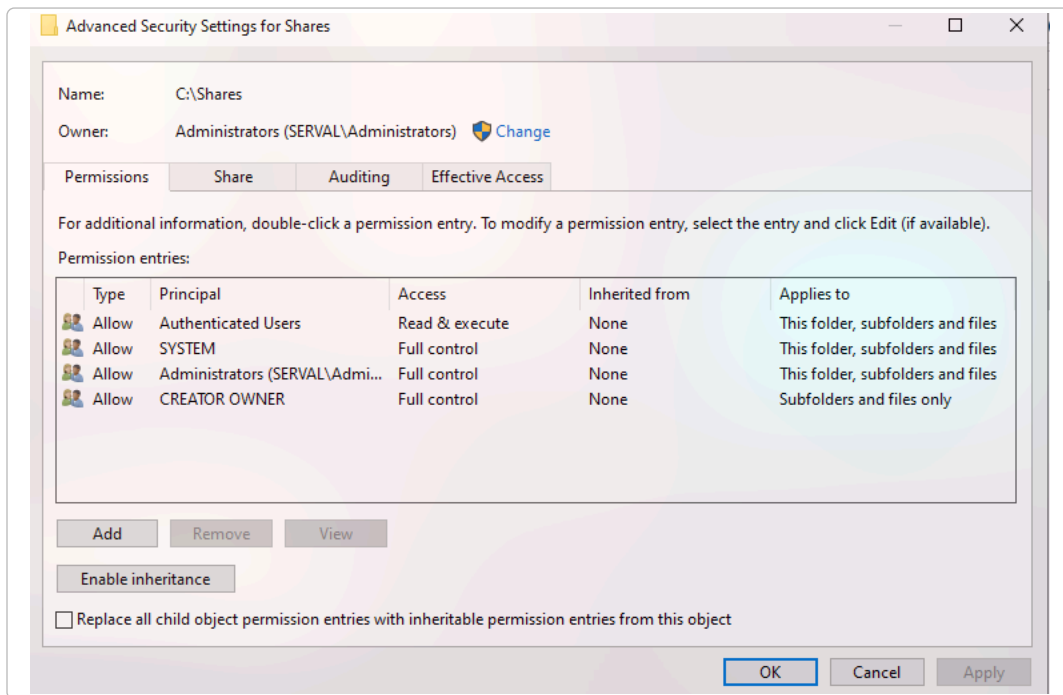 Advanced Security Settings for Shares
Name: C:\Shares
Owner: Administrators (SERVAL\Administrators) Change
Permissions Share Auditing Effective Access
For additional information, double-click a permission entry. To modify a permission entry, select the entry and click Edit (if available).
Permission entries:
Type Principal Access Inherited from Applies to
Allow Authenticated Users Read & execute None This folder, subfolders and files
Allow SYSTEM Full control None This folder, subfolders and files
Allow Administrators (SERVAL\Admi... Full control None This folder, subfolders and files
Allow CREATOR OWNER Full control None Subfolders and files only
Add Remove View
Enable inheritance
Replace all child object permission entries with inheritable permission entries from this object
OK Cancel Apply